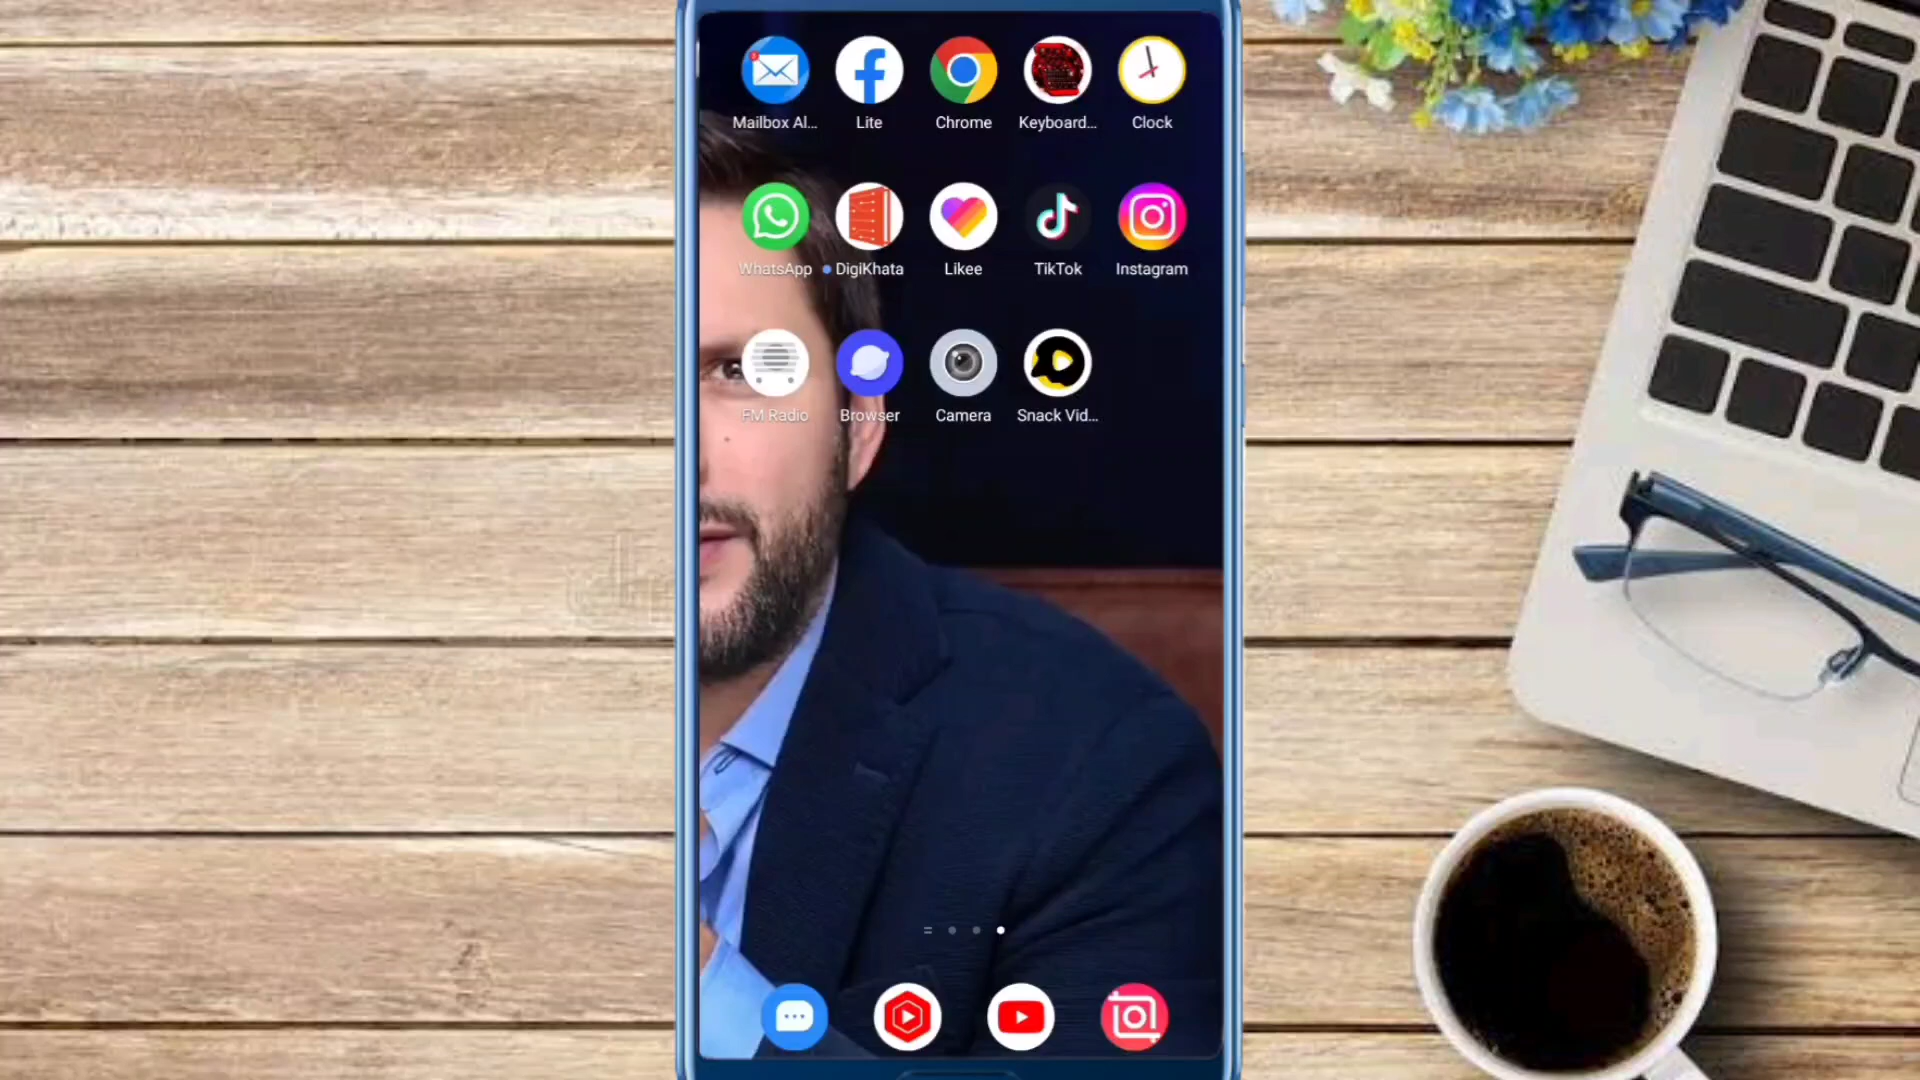 Mailbox Al... Lite Chrome Keyboard... Clock
WhatsApp DigiKhata Likee TikTok Instagram
FM Radio Browser Camera Snack Vid...